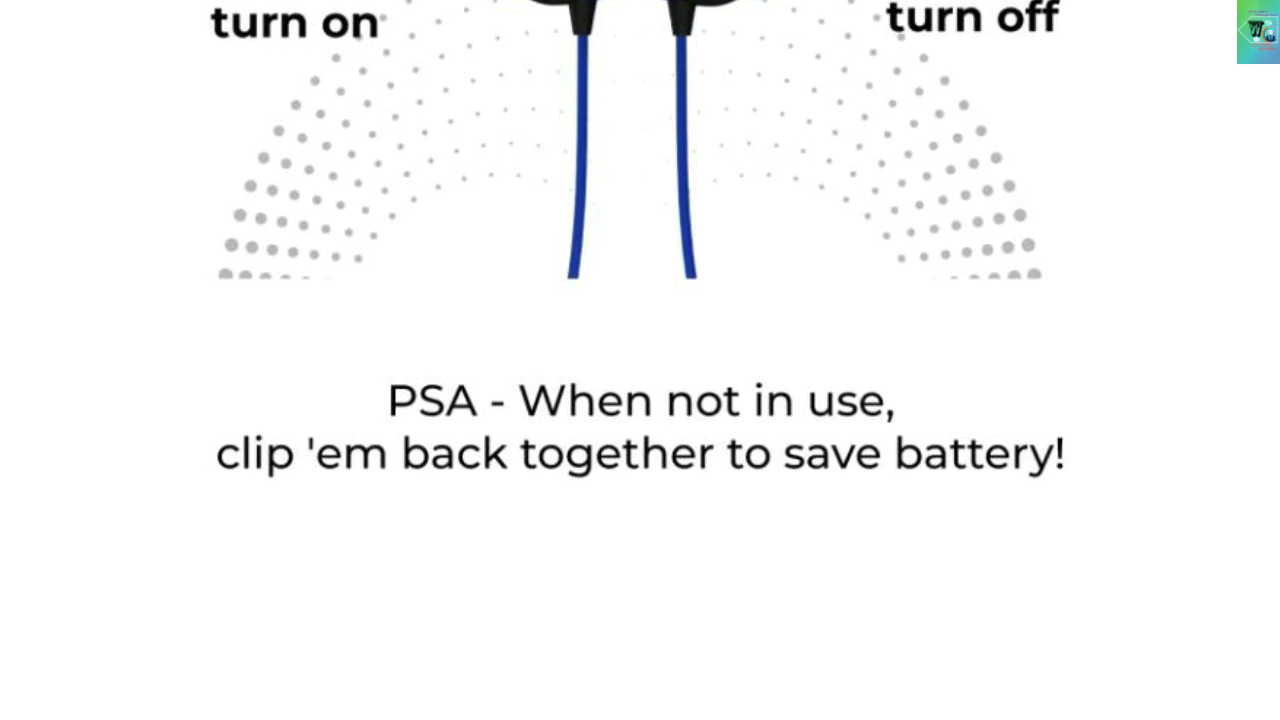 turn on
turn off
PSA - When not in use,
clip 'em back together to save battery!